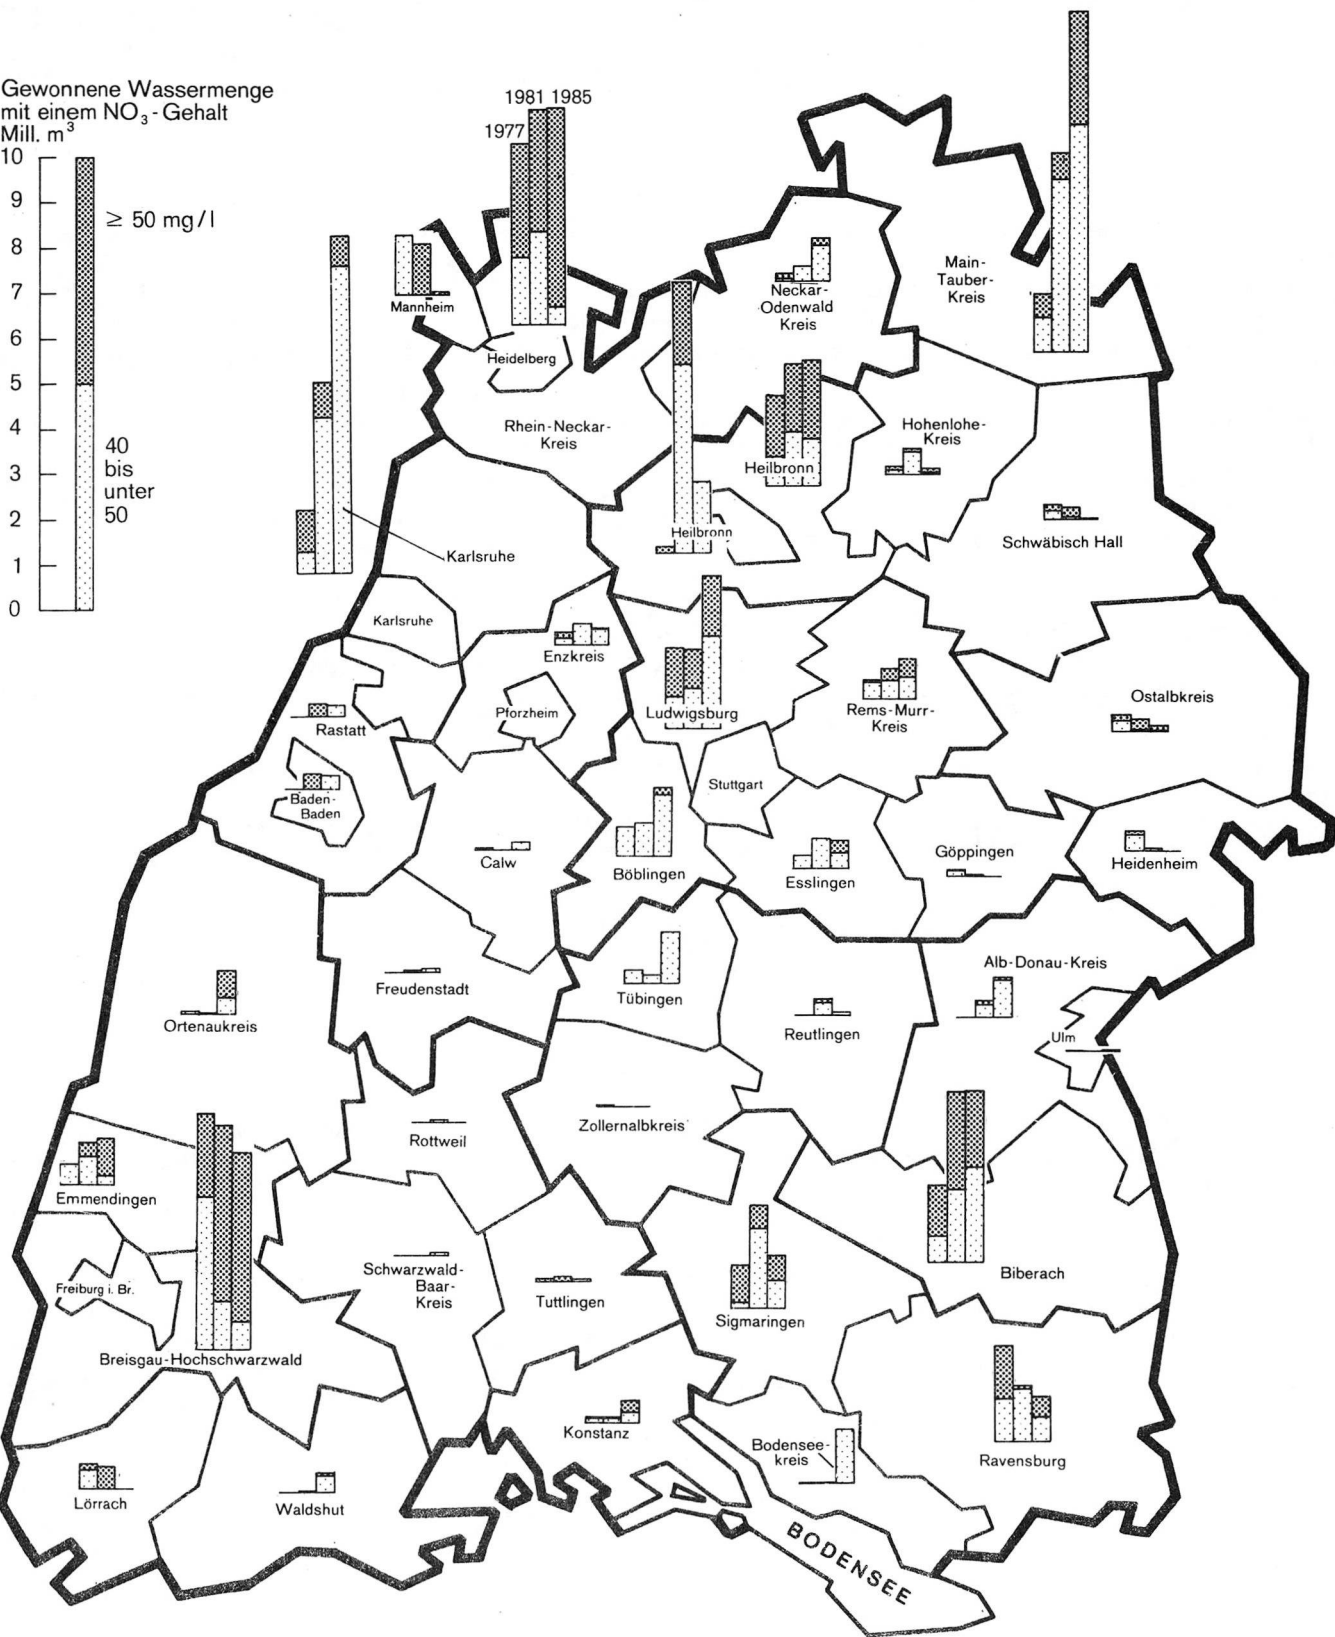 Gewonnene Wassermenge
mit einem NO₃-Gehalt
Mill. m³
10
9
8
7
6
5
4
3
2
1
0
≥ 50 mg/l
40
bis
unter
50
1977
1981
1985
Mannheim
Heidelberg
Rhein-Neckar-
Kreis
Neckar-
Odenwald
Kreis
Main-
Tauber-
Kreis
Heilbronn
Hohenlohe-
Kreis
Heilbronn
Schwäbisch Hall
Karlsruhe
Karlsruhe
Enzkreis
Pforzheim
Ludwigsburg
Rems-Murr-
Kreis
Ostalbkreis
Rastatt
Baden-
Baden
Calw
Böblingen
Stuttgart
Esslingen
Göppingen
Heidenheim
Ortenaukreis
Freudenstadt
Tübingen
Reutlingen
Alb-Donau-Kreis
Ulm
Rottweil
Zollernalbkreis
Emmendingen
Freiburg i. Br.
Breisgau-Hochschwarzwald
Schwarzwald-
Baar-
Kreis
Tuttlingen
Sigmaringen
Biberach
Konstanz
Bodensee-
kreis
Ravensburg
Lörrach
Waldshut
BODENSEE